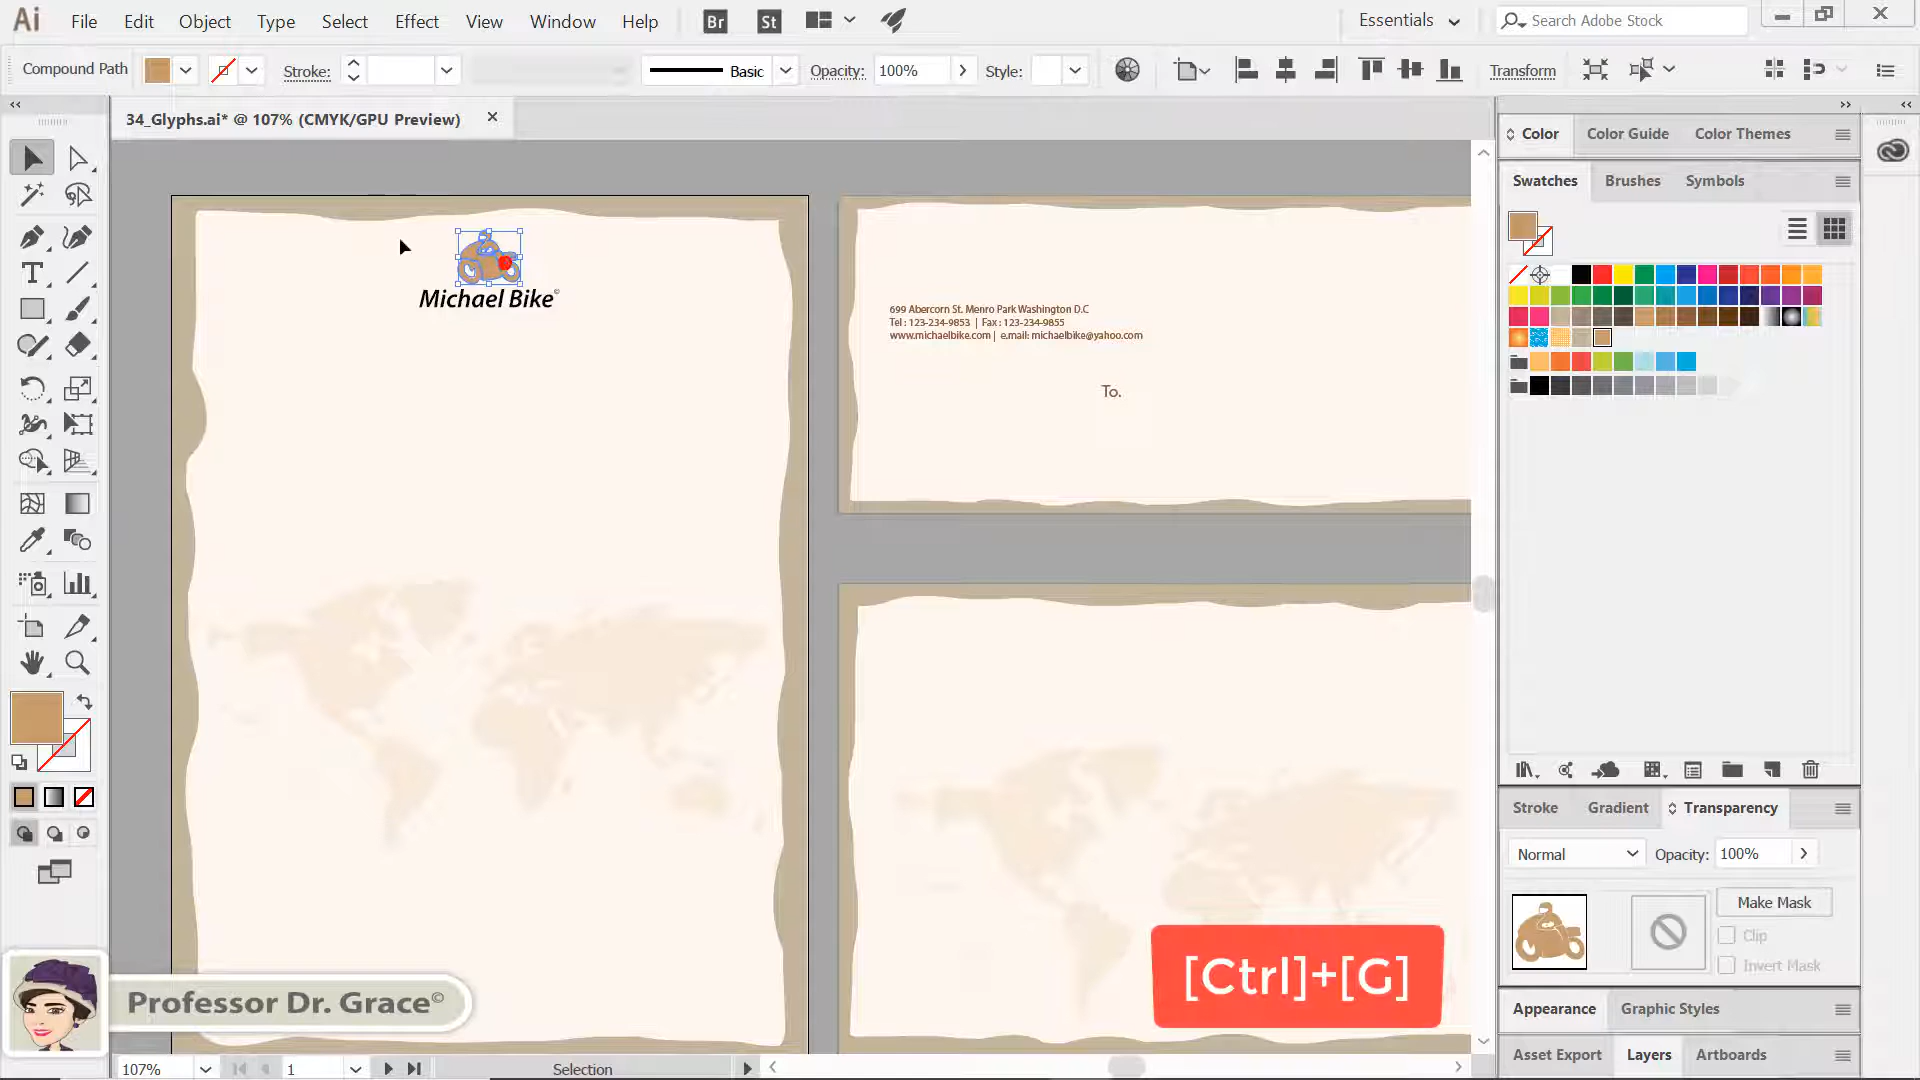 Ai File Edit Object Type Select Effect View Window Help Br St Essentials Search Adobe Stock
Compound Path Stroke: Basic Opacity: 100% Style: Transform
34_Glyphs.ai* @ 107% (CMYK/GPU Preview)
Color Color Guide Color Themes
Swatches Brushes Symbols
Michael Bike©
699 Abercorn St. Menro Park Washington D.C
Tel : 123-234-9853 | Fax : 123-234-9855
www.michaelbike.com | e.mail: michaelbike@yahoo.com
To.
Stroke Gradient Transparency
Normal Opacity: 100%
Make Mask
Clip
Invert Mask
[Ctrl]+[G]
Professor Dr. Grace©
Appearance Graphic Styles
Asset Export Layers Artboards
107% 1 Selection